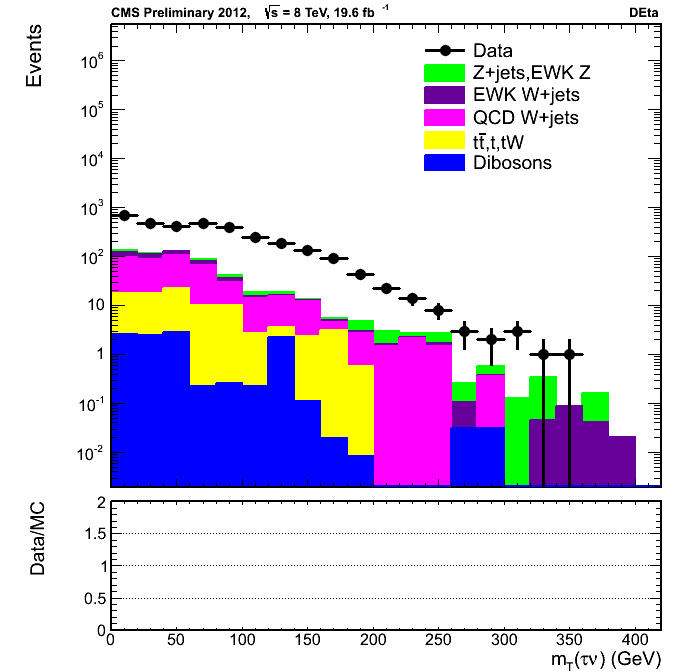 CMS Preliminary 2012, √s = 8 TeV, 19.6 fb⁻¹ DEta
Events
Data
Z+jets,EWK Z
EWK W+jets
QCD W+jets
tt̄,t,tW
Dibosons
10⁶
10⁵
10⁴
10³
10²
10
1
10⁻¹
10⁻²
Data/MC
2
1.5
1
0.5
0
0 50 100 150 200 250 300 350 400
m_T(τν) (GeV)